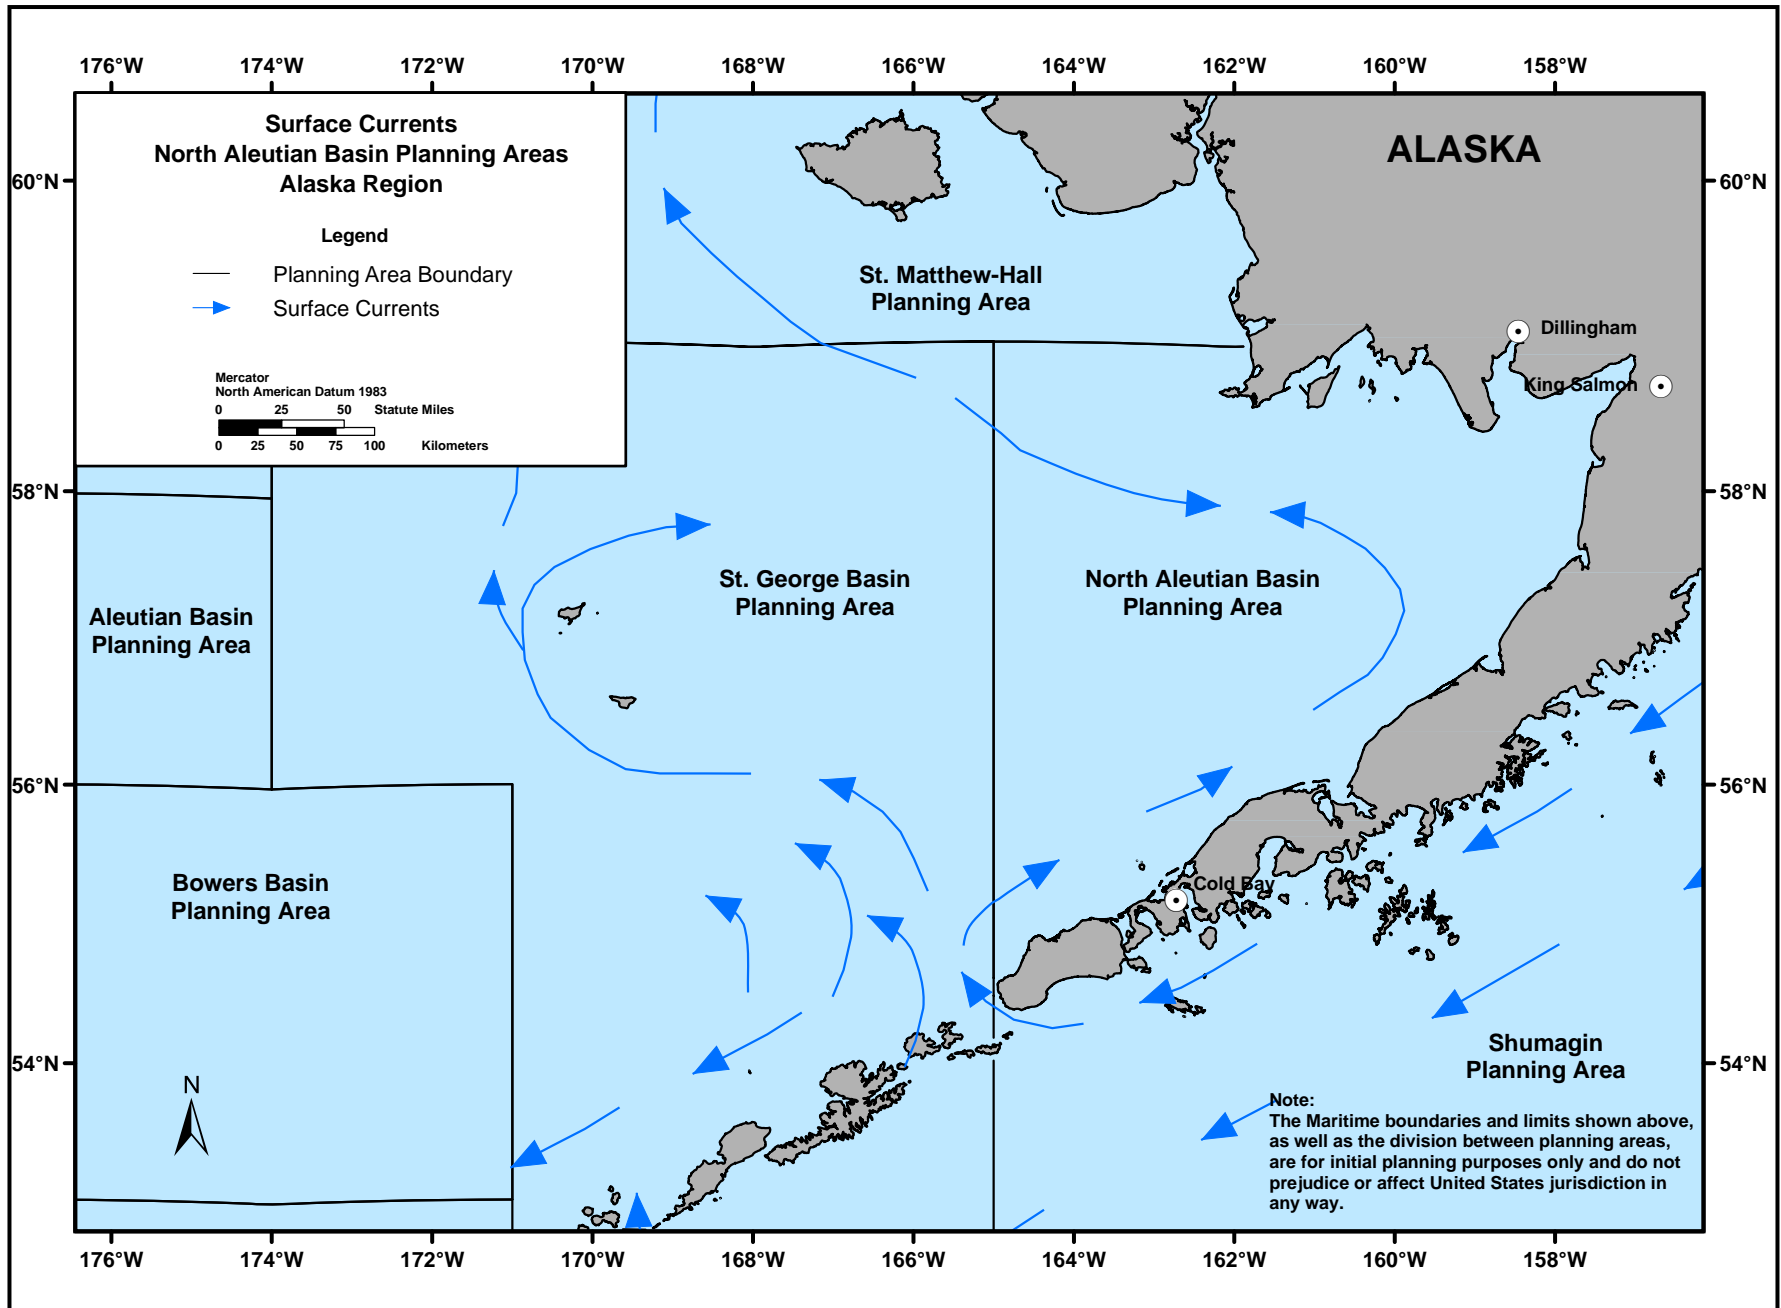 176°W 174°W 172°W 170°W 168°W 166°W 164°W 162°W 160°W 158°W
Surface Currents
North Aleutian Basin Planning Areas
Alaska Region
Legend
Planning Area Boundary
Surface Currents
Mercator
North American Datum 1983
0 25 50 Statute Miles
0 25 50 75 100 Kilometers
ALASKA
60°N 60°N
St. Matthew-Hall
Planning Area
Dillingham
King Salmon
58°N 58°N
Aleutian Basin
Planning Area
St. George Basin
Planning Area
North Aleutian Basin
Planning Area
56°N 56°N
Bowers Basin
Planning Area
Cold Bay
54°N 54°N
Shumagin
Planning Area
N
Note:
The Maritime boundaries and limits shown above,
as well as the division between planning areas,
are for initial planning purposes only and do not
prejudice or affect United States jurisdiction in
any way.
176°W 174°W 172°W 170°W 168°W 166°W 164°W 162°W 160°W 158°W